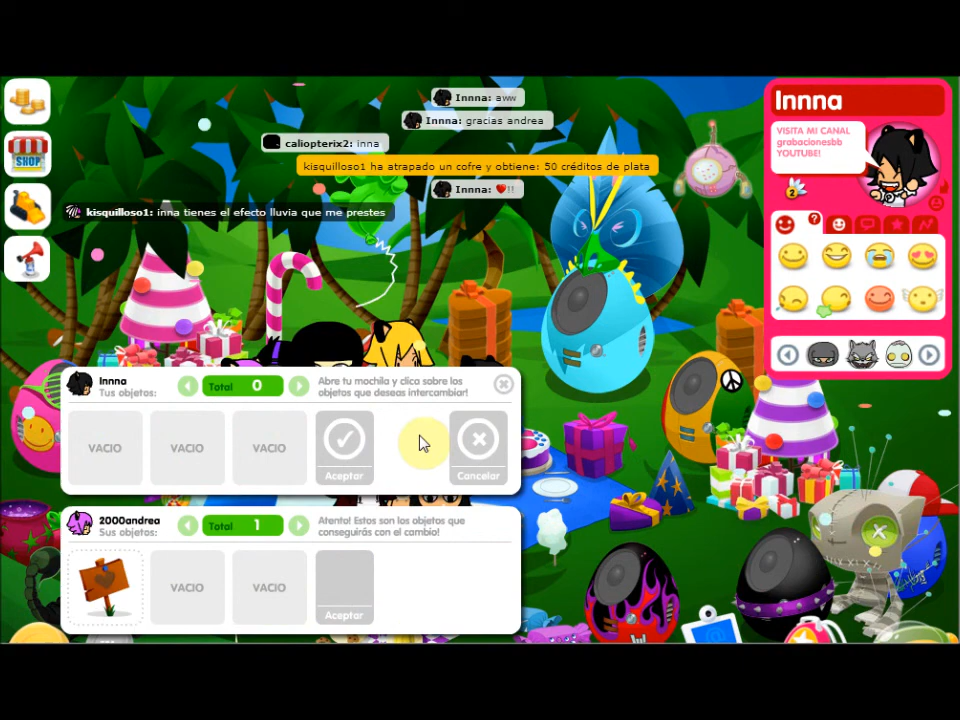 Innna: aww
Innna: gracias andrea
caliopterix2: inna
kisquilloso1 ha atrapado un cofre y obtiene: 50 créditos de plata
Innna: ❤!!
kisquilloso1: inna tienes el efecto lluvia que me prestes
SHOP
Innna
VISITA MI CANAL
grabacionesbb
YOUTUBE!
2
?
Innna
Tus objetos:
Total 0
Abre tu mochila y clica sobre los
objetos que deseas intercambiar!
VACIO
VACIO
VACIO
Aceptar
Cancelar
2000andrea
Sus objetos:
Total 1
Atento! Estos son los objetos que
conseguirás con el cambio!
VACIO
VACIO
Aceptar
@